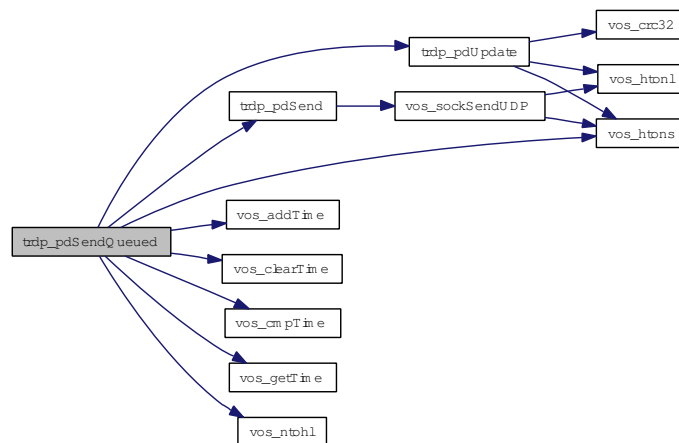 vos_crc32
trdp_pdUpdate
vos_htonl
trdp_pdSend
vos_sockSendUDP
vos_htons
vos_addTime
trdp_pdSendQueued
vos_clearTime
vos_cmpTime
vos_getTime
vos_ntohl